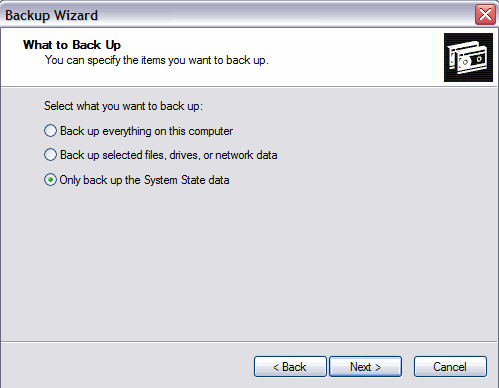 Backup Wizard
What to Back Up
You can specify the items you want to back up.
Select what you want to back up:
Back up everything on this computer
Back up selected files, drives, or network data
Only back up the System State data
< Back
Next >
Cancel